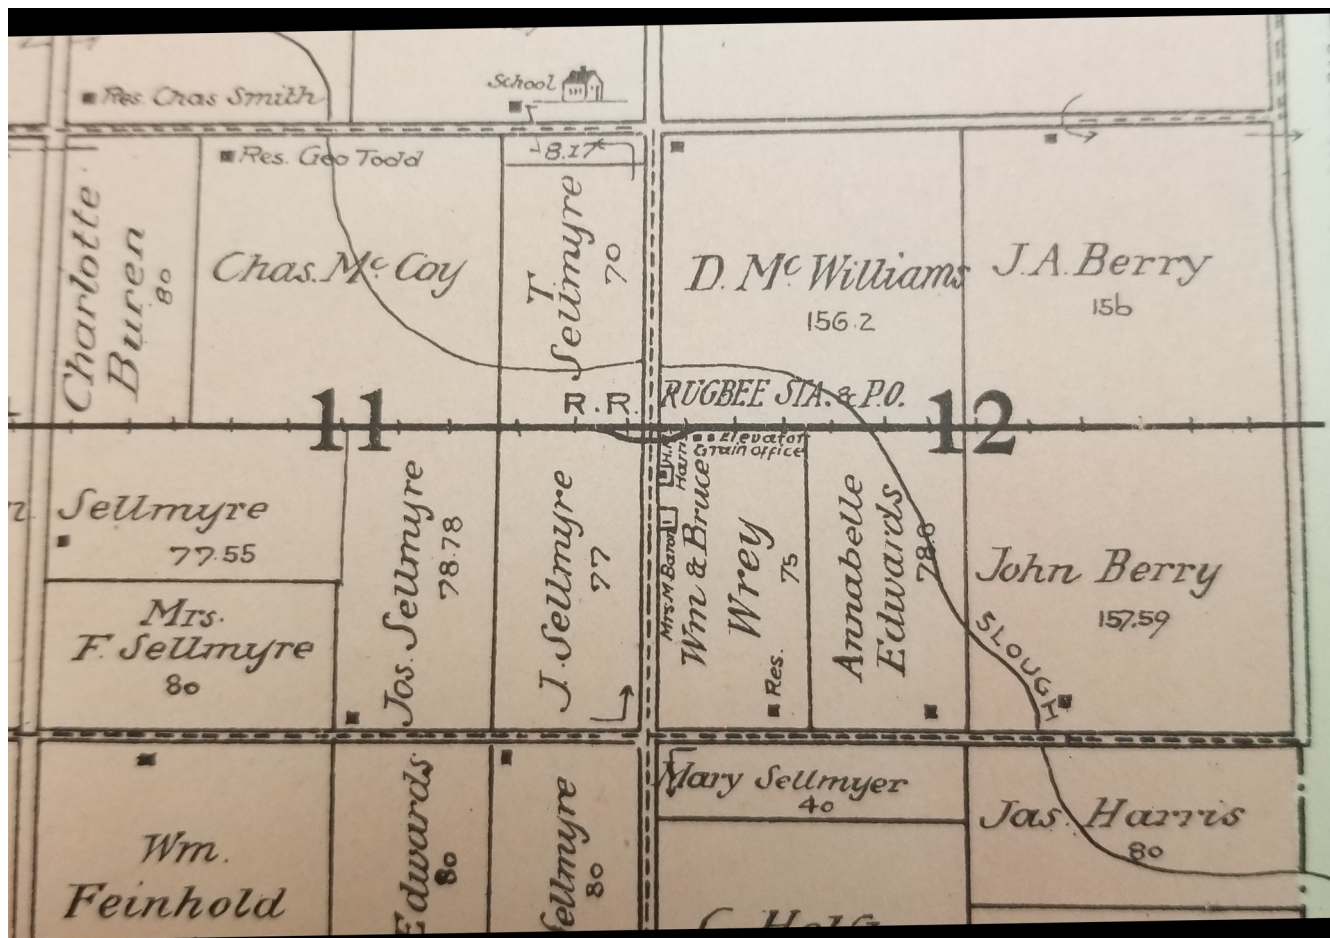 School
Res. Chas Smith
Res. Geo Todd
8.17
Charlotte
Buren
80
Chas. McCoy
T.
Sellmyre
70
D. McWilliams
156.2
J.A. Berry
156
RUGBEE STA. & P.O.
R.R.
11
12
Elevator
Grain Office
Sellmyre
77.55
Mrs.
F. Sellmyre
80
Jos. Sellmyre
78.78
J. Sellmyre
77
Mrs M Baron
Wm & Bruce
Wrey
75
Res.
Annabelle
Edwards
78.8
John Berry
157.59
SLOUGH
Wm.
Feinhold
Edwards
80
Sellmyre
80
Mary Sellmyer
40
Jas. Harris
80